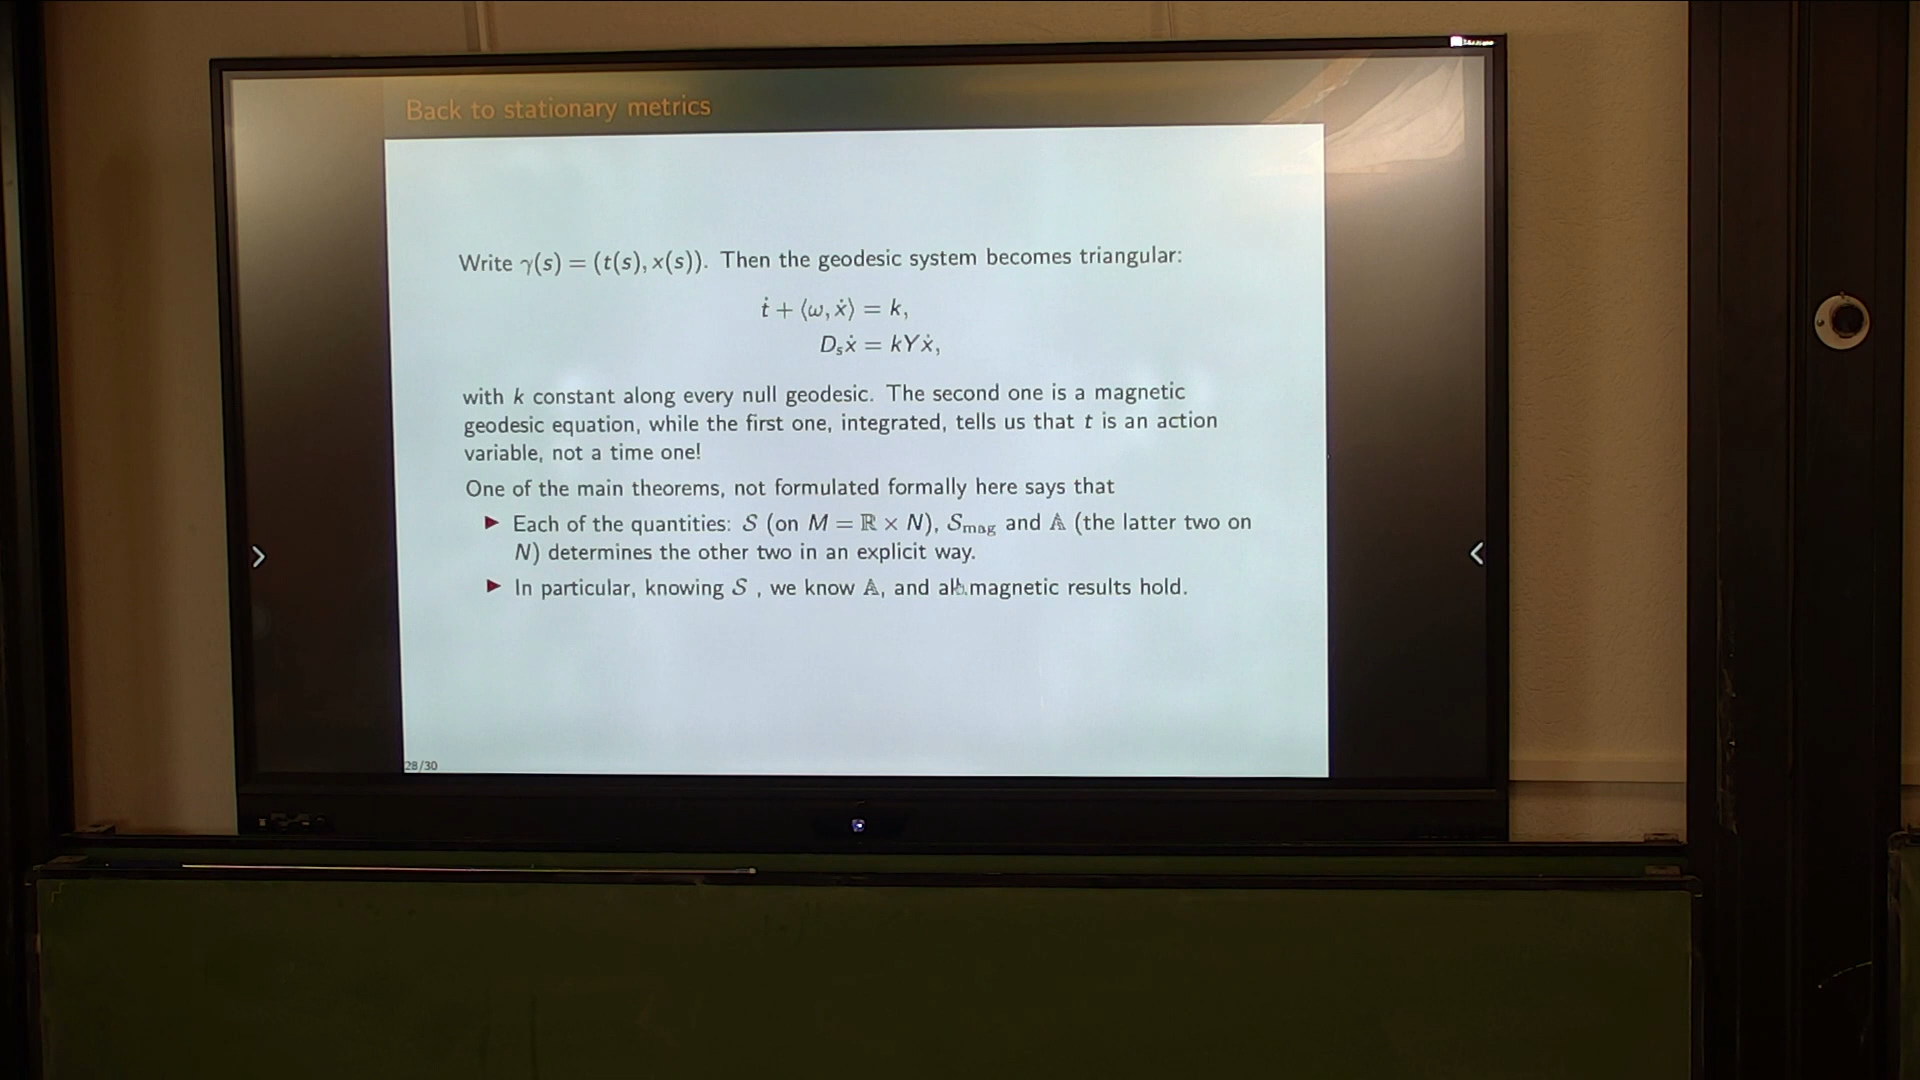 Back to stationary metrics
Write γ(s) = (t(s), x(s)). Then the geodesic system becomes triangular:
ṫ + ⟨ω, ẋ⟩ = k,
Dₛẋ = kYẋ,
with k constant along every null geodesic. The second one is a magnetic
geodesic equation, while the first one, integrated, tells us that t is an action
variable, not a time one!
One of the main theorems, not formulated formally here says that
▶ Each of the quantities: 𝒮 (on M = ℝ × N), 𝒮mag and 𝔸 (the latter two on
N) determines the other two in an explicit way.
▶ In particular, knowing 𝒮 , we know 𝔸, and all magnetic results hold.
28/30